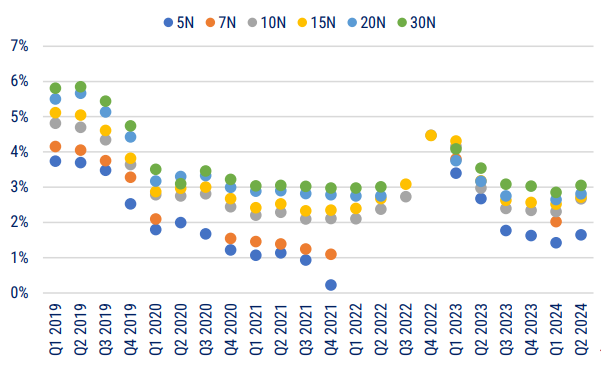 5N 7N 10N 15N 20N 30N
7%
6%
5%
4%
3%
2%
1%
0%
Q1 2019
Q2 2019
Q3 2019
Q4 2019
Q1 2020
Q2 2020
Q3 2020
Q4 2020
Q1 2021
Q2 2021
Q3 2021
Q4 2021
Q1 2022
Q2 2022
Q3 2022
Q4 2022
Q1 2023
Q2 2023
Q3 2023
Q4 2023
Q1 2024
Q2 2024